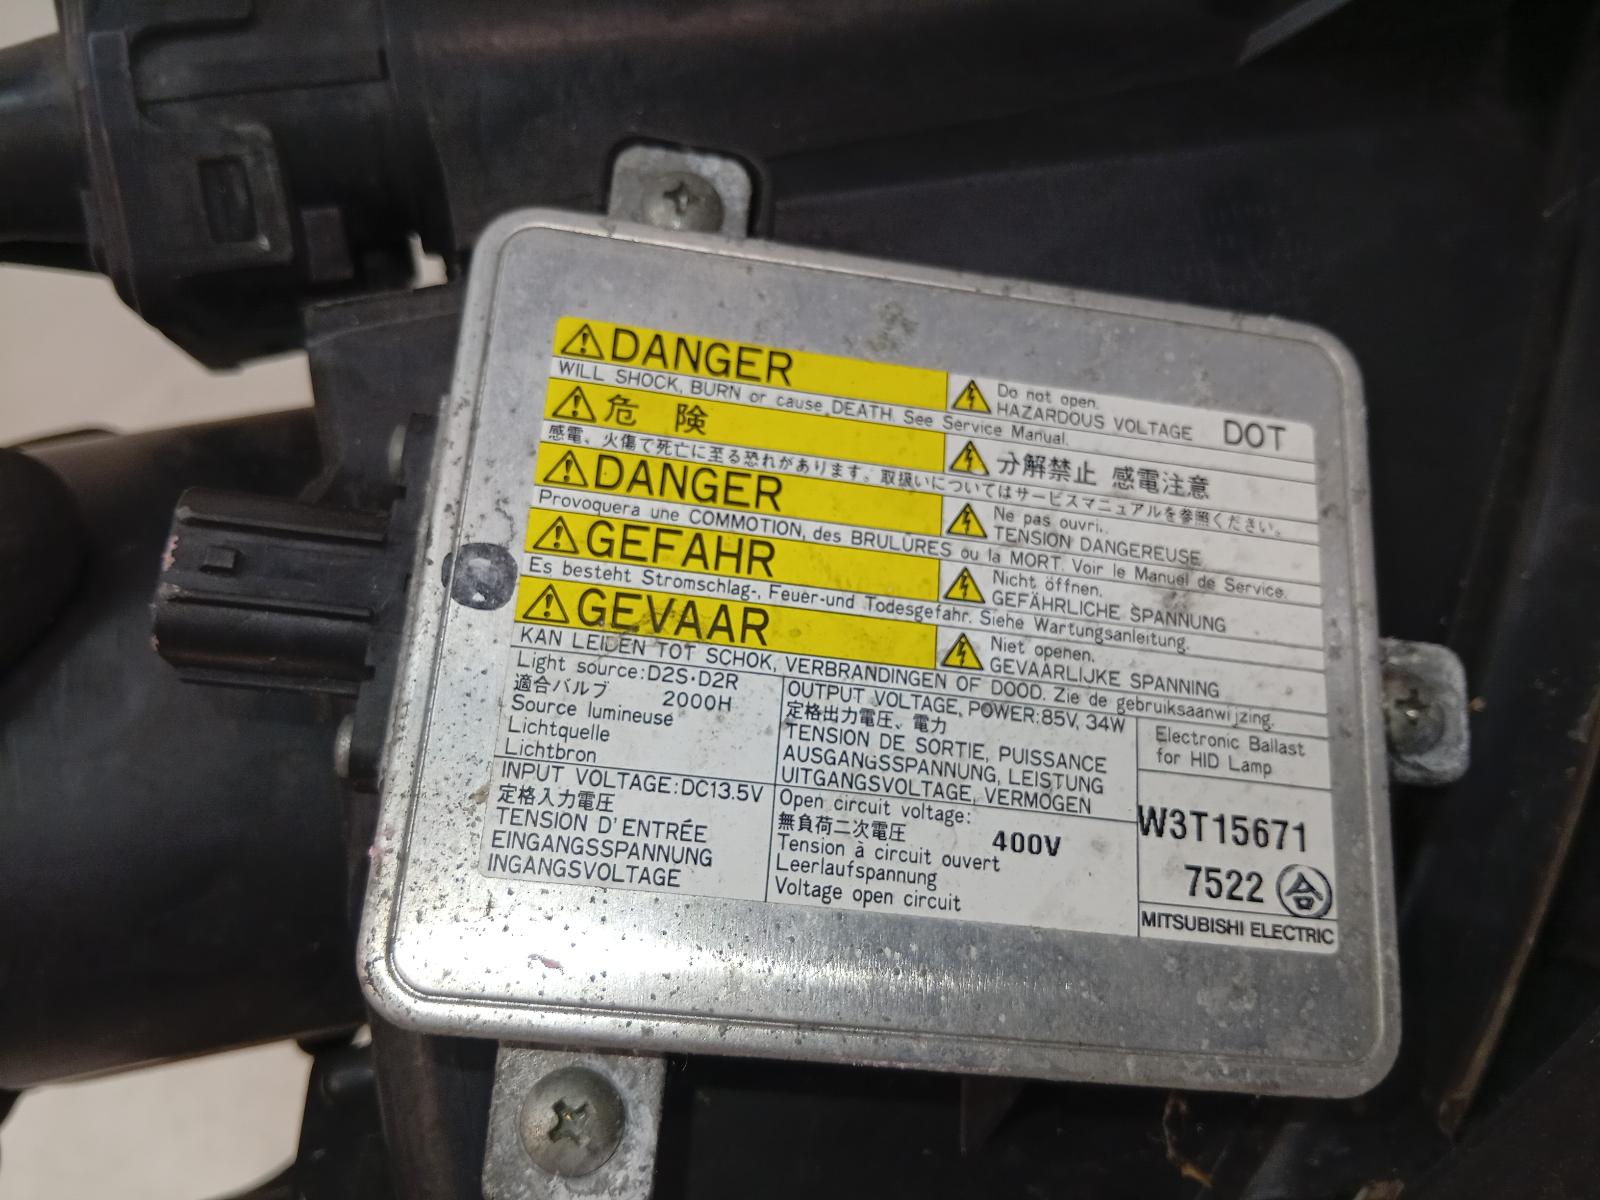 DANGER
WILL SHOCK, BURN or cause DEATH. See Service Manual.
Do not open.
HAZARDOUS VOLTAGE
DOT
危 険
感電、火傷で死亡に至る恐れがあります。取扱いについてはサービスマニュアルを参照ください。
分解禁止 感電注意
DANGER
Provoquera une COMMOTION, des BRULURES ou la MORT. Voir le Manuel de Service.
Ne pas ouvri..
TENSION DANGEREUSE
GEFAHR
Es besteht Stromschlag-, Feuer-und Todesgefahr. Siehe Wartungsanleitung.
Nicht öffnen.
GEFÄHRLICHE SPANNUNG
GEVAAR
KAN LEIDEN TOT SCHOK, VERBRANDINGEN OF DOOD. Zie de gebruiksaanwijzing.
Niet openen.
GEVAARLIJKE SPANNING
Light source:D2S・D2R
適合バルブ 2000H
Source lumineuse
Lichtquelle
Lichtbron
OUTPUT VOLTAGE, POWER:85V, 34W
定格出力電圧、電力
TENSION DE SORTIE, PUISSANCE
AUSGANGSSPANNUNG, LEISTUNG
UITGANGSVOLTAGE, VERMOGEN
Electronic Ballast
for HID Lamp
INPUT VOLTAGE:DC13.5V
定格入力電圧
TENSION D'ENTRÉE
EINGANGSSPANNUNG
INGANGSVOLTAGE
Open circuit voltage:
無負荷二次電圧 400V
Tension à circuit ouvert
Leerlaufspannung
Voltage open circuit
W3T15671
7522 合
MITSUBISHI ELECTRIC